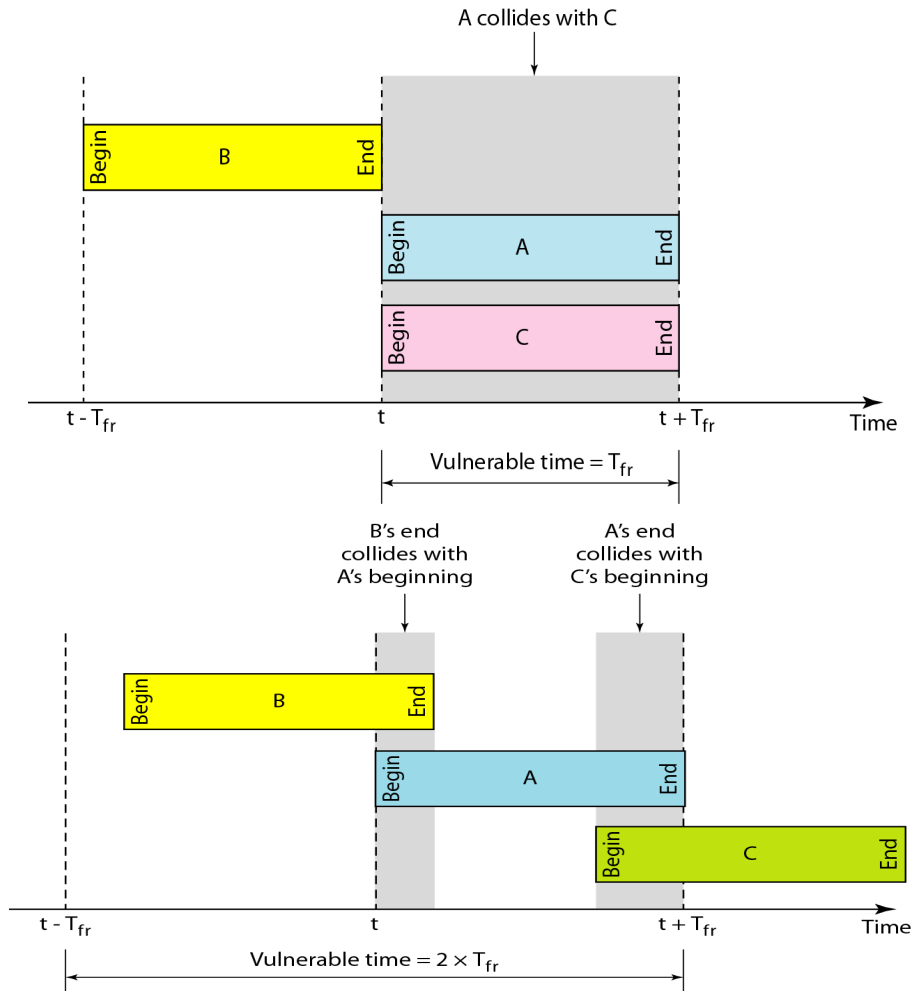 A collides with C
Begin
B
End
Begin
A
End
Begin
C
End
t - Tfr
t
t + Tfr
Time
Vulnerable time = Tfr
B's end
collides with
A's beginning
A's end
collides with
C's beginning
Begin
B
End
Begin
A
End
Begin
C
End
t - Tfr
t
t + Tfr
Time
Vulnerable time = 2 × Tfr